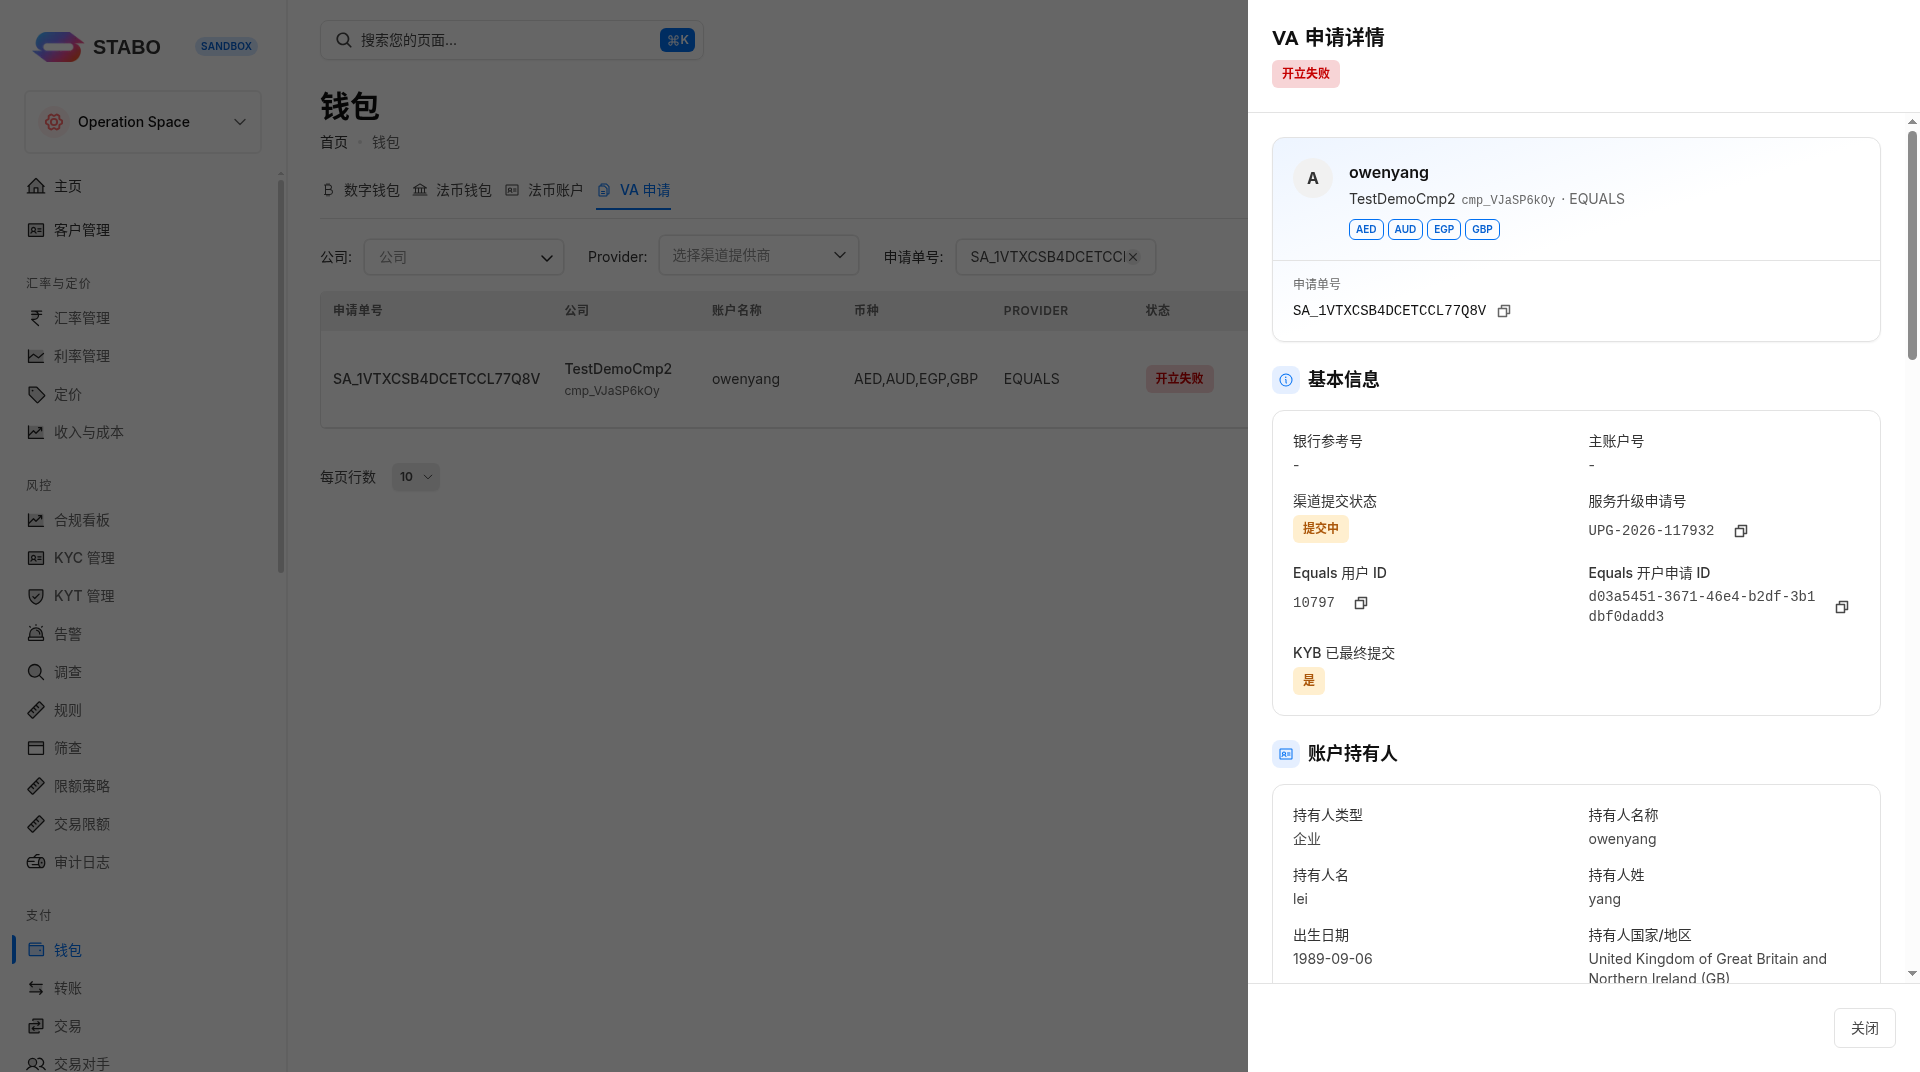 STABO
SANDBOX
Operation Space
主页
客户管理
汇率与定价
汇率管理
利率管理
定价
收入与成本
风控
合规看板
KYC 管理
KYT 管理
告警
调查
规则
筛查
限额策略
交易限额
审计日志
支付
钱包
转账
交易
交易对手
搜索您的页面...
⌘K
钱包
首页 • 钱包
数字钱包 法币钱包 法币账户 VA 申请
公司: 公司 Provider: 选择渠道提供商 申请单号: SA_1VTXCSB4DCETCCI
申请单号 公司 账户名称 币种 PROVIDER 状态
SA_1VTXCSB4DCETCCL77Q8V TestDemoCmp2 owenyang AED,AUD,EGP,GBP EQUALS 开立失败
cmp_VJaSP6kOy
每页行数 10
VA 申请详情
开立失败
A
owenyang
TestDemoCmp2 cmp_VJaSP6kOy · EQUALS
AED AUD EGP GBP
申请单号
SA_1VTXCSB4DCETCCL77Q8V
基本信息
银行参考号 主账户号
- -
渠道提交状态 服务升级申请号
提交中 UPG-2026-117932
Equals 用户 ID Equals 开户申请 ID
10797 d03a5451-3671-46e4-b2df-3b1
dbf0dadd3
KYB 已最终提交
是
账户持有人
持有人类型 持有人名称
企业 owenyang
持有人名 持有人姓
lei yang
出生日期 持有人国家/地区
1989-09-06 United Kingdom of Great Britain and
Northern Ireland (GB)
关闭